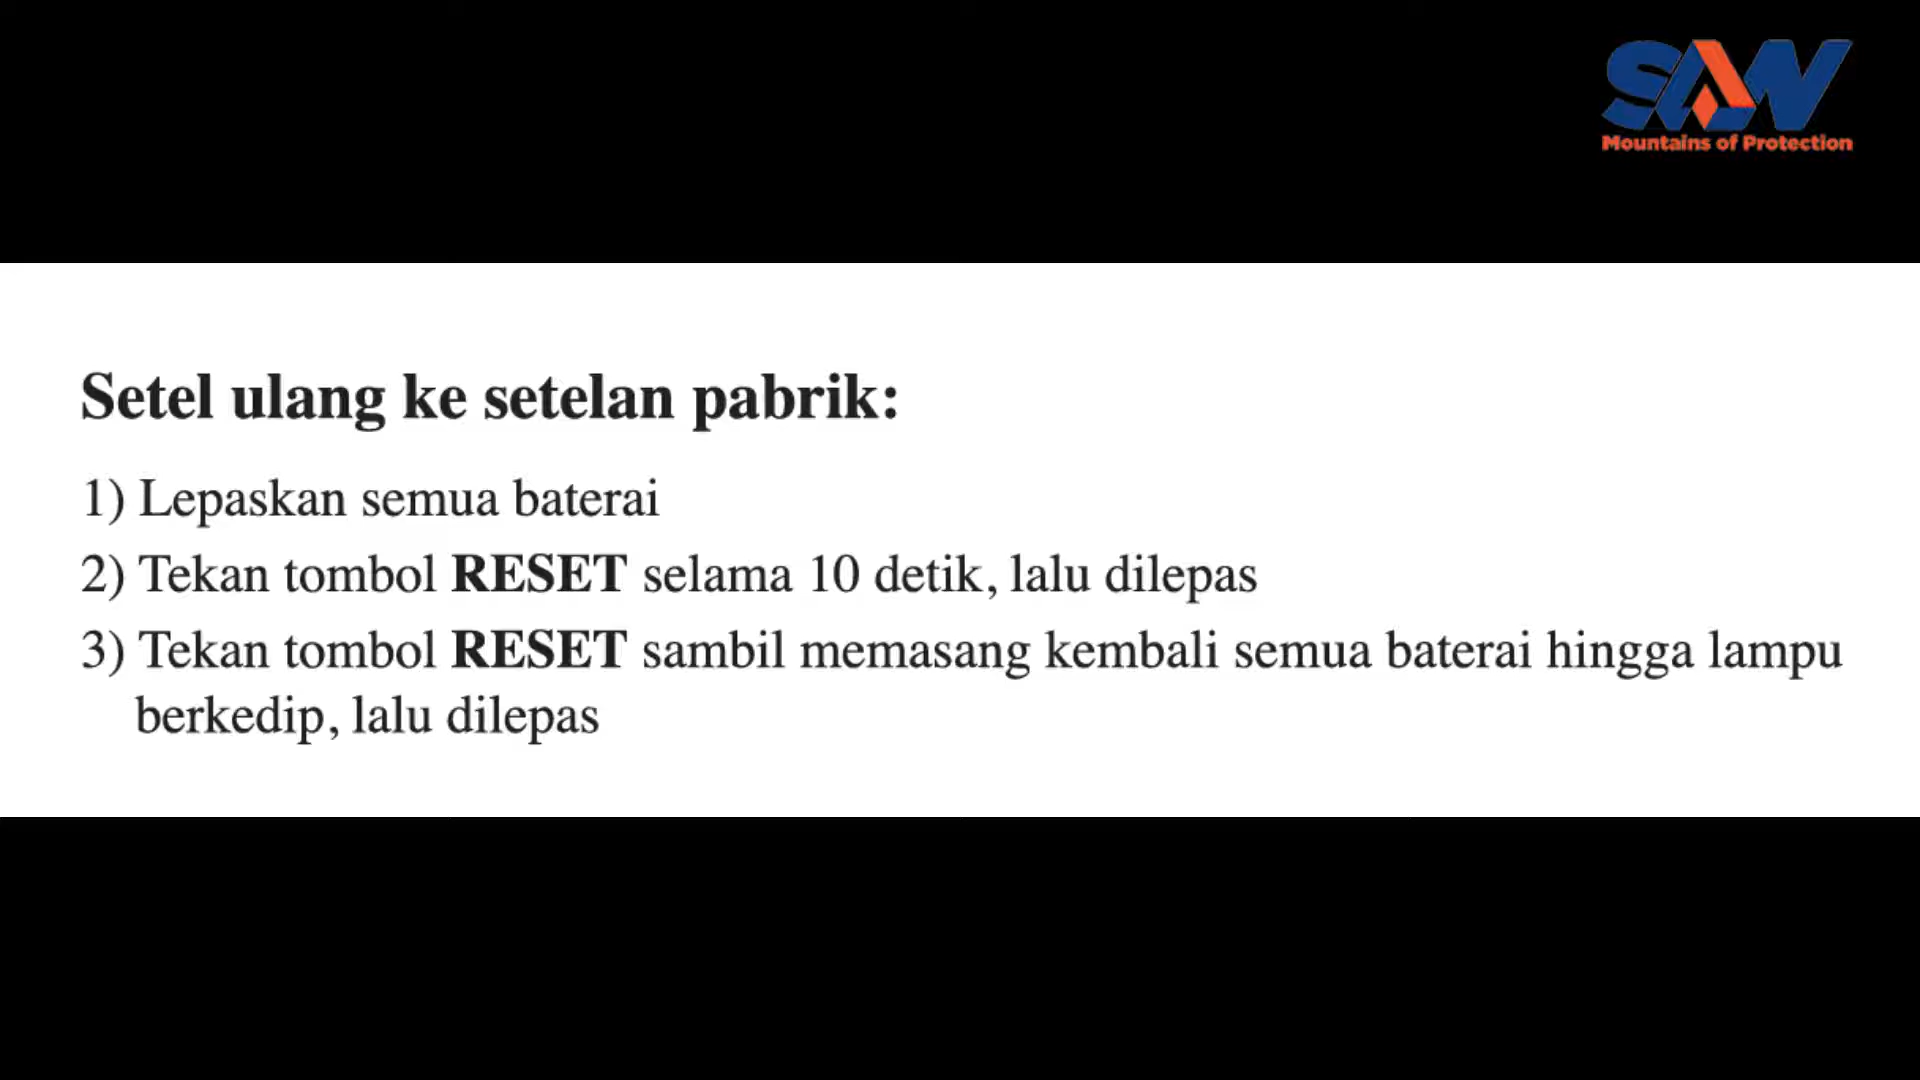 SAW
Mountains of Protection
Setel ulang ke setelan pabrik:
1) Lepaskan semua baterai
2) Tekan tombol RESET selama 10 detik, lalu dilepas
3) Tekan tombol RESET sambil memasang kembali semua baterai hingga lampu
berkedip, lalu dilepas